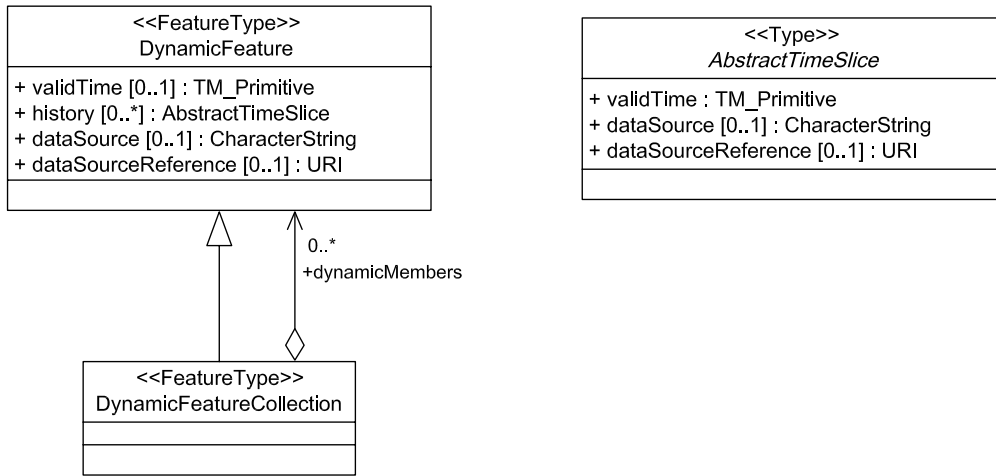 <<FeatureType>>
DynamicFeature
+ validTime [0..1] : TM_Primitive
+ history [0..*] : AbstractTimeSlice
+ dataSource [0..1] : CharacterString
+ dataSourceReference [0..1] : URI
<<Type>>
AbstractTimeSlice
+ validTime : TM_Primitive
+ dataSource [0..1] : CharacterString
+ dataSourceReference [0..1] : URI
0..*
+dynamicMembers
<<FeatureType>>
DynamicFeatureCollection